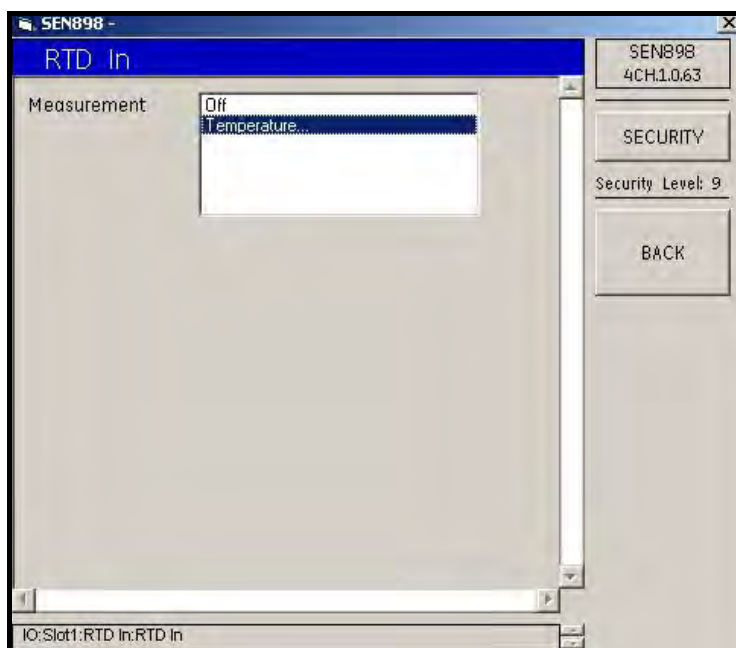 SEN898 -
RTD In
SEN898
4CH.1.0.63
Measurement
Off
Temperature...
SECURITY
Security Level: 9
BACK
IO:Slot1:RTD In:RTD In